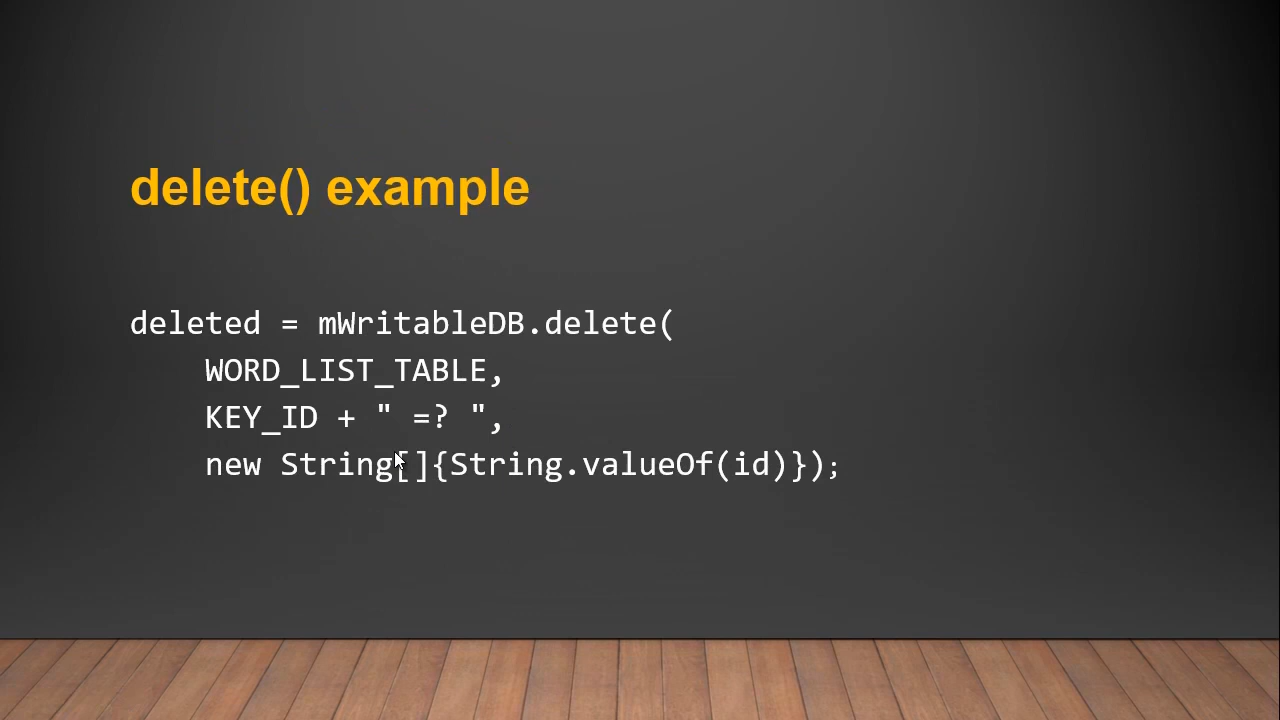 delete() example
deleted = mWritableDB.delete(
WORD_LIST_TABLE,
KEY_ID + " =? ",
new String[]{String.valueOf(id)});